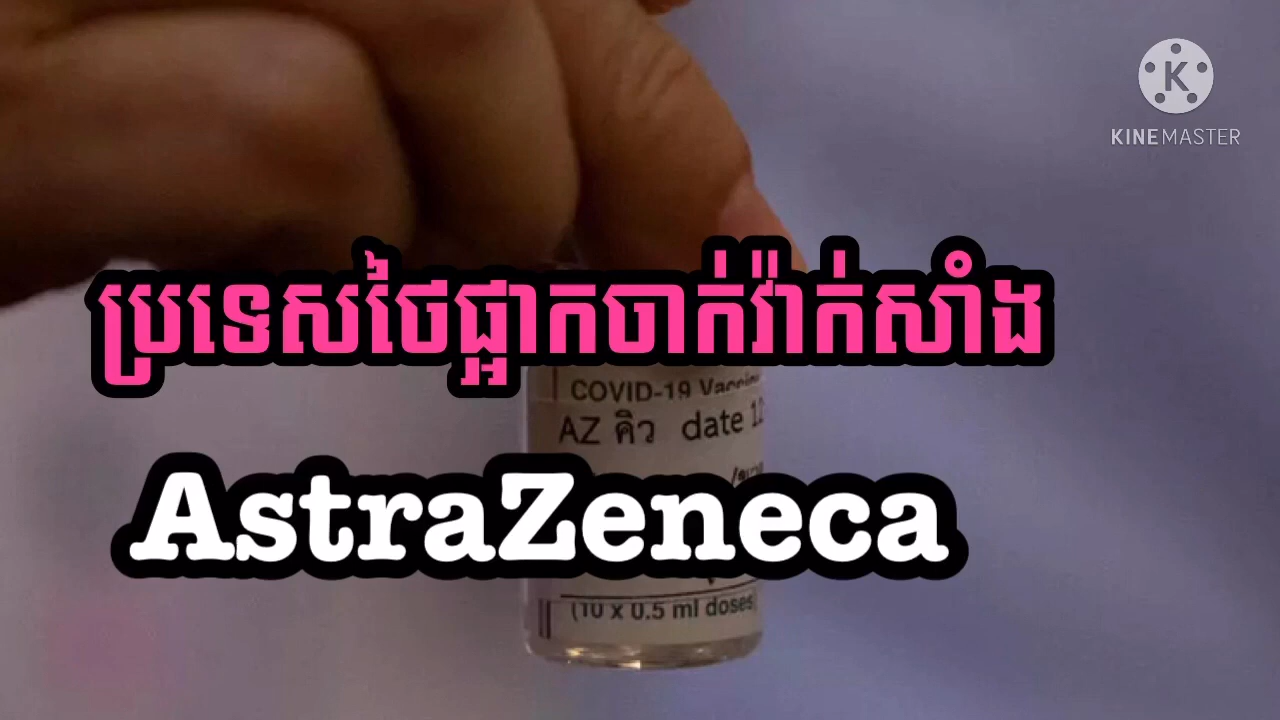 KINEMASTER
ប្រទេសថៃផ្អាកចាក់វ៉ាក់សាំង
COVID-19 Vaccine
AZ คิว date 12
AstraZeneca
(10 x 0.5 ml doses)